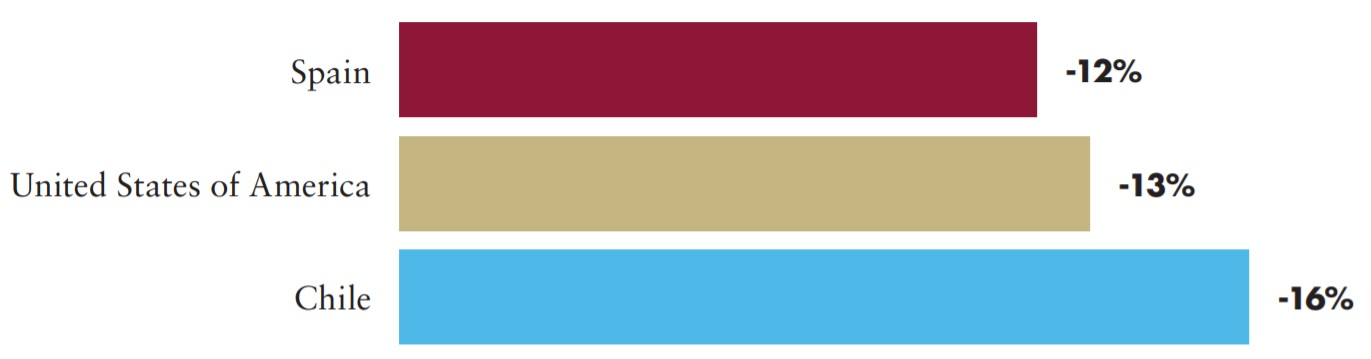 Spain -12%
United States of America -13%
Chile -16%